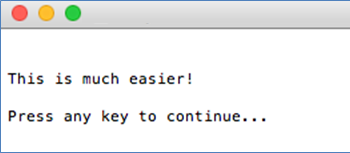 This is much easier!
Press any key to continue...